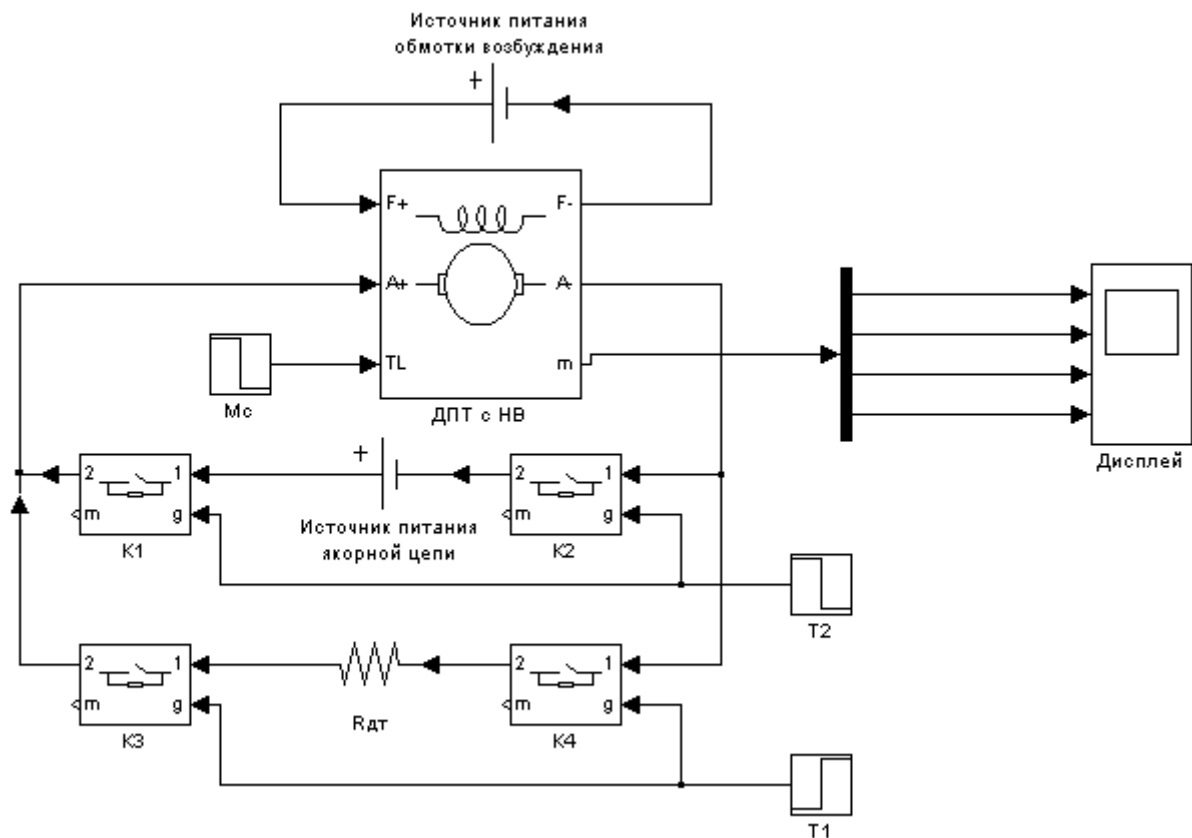 Источник питания
обмотки возбуждения
+
F+
F-
A+
A-
TL
m
ДПТ с НВ
Mc
Дисплей
2
1
m
g
K1
+
Источник питания
якорной цепи
2
1
m
g
K2
T2
2
1
m
g
K3
Rдт
2
1
m
g
K4
T1